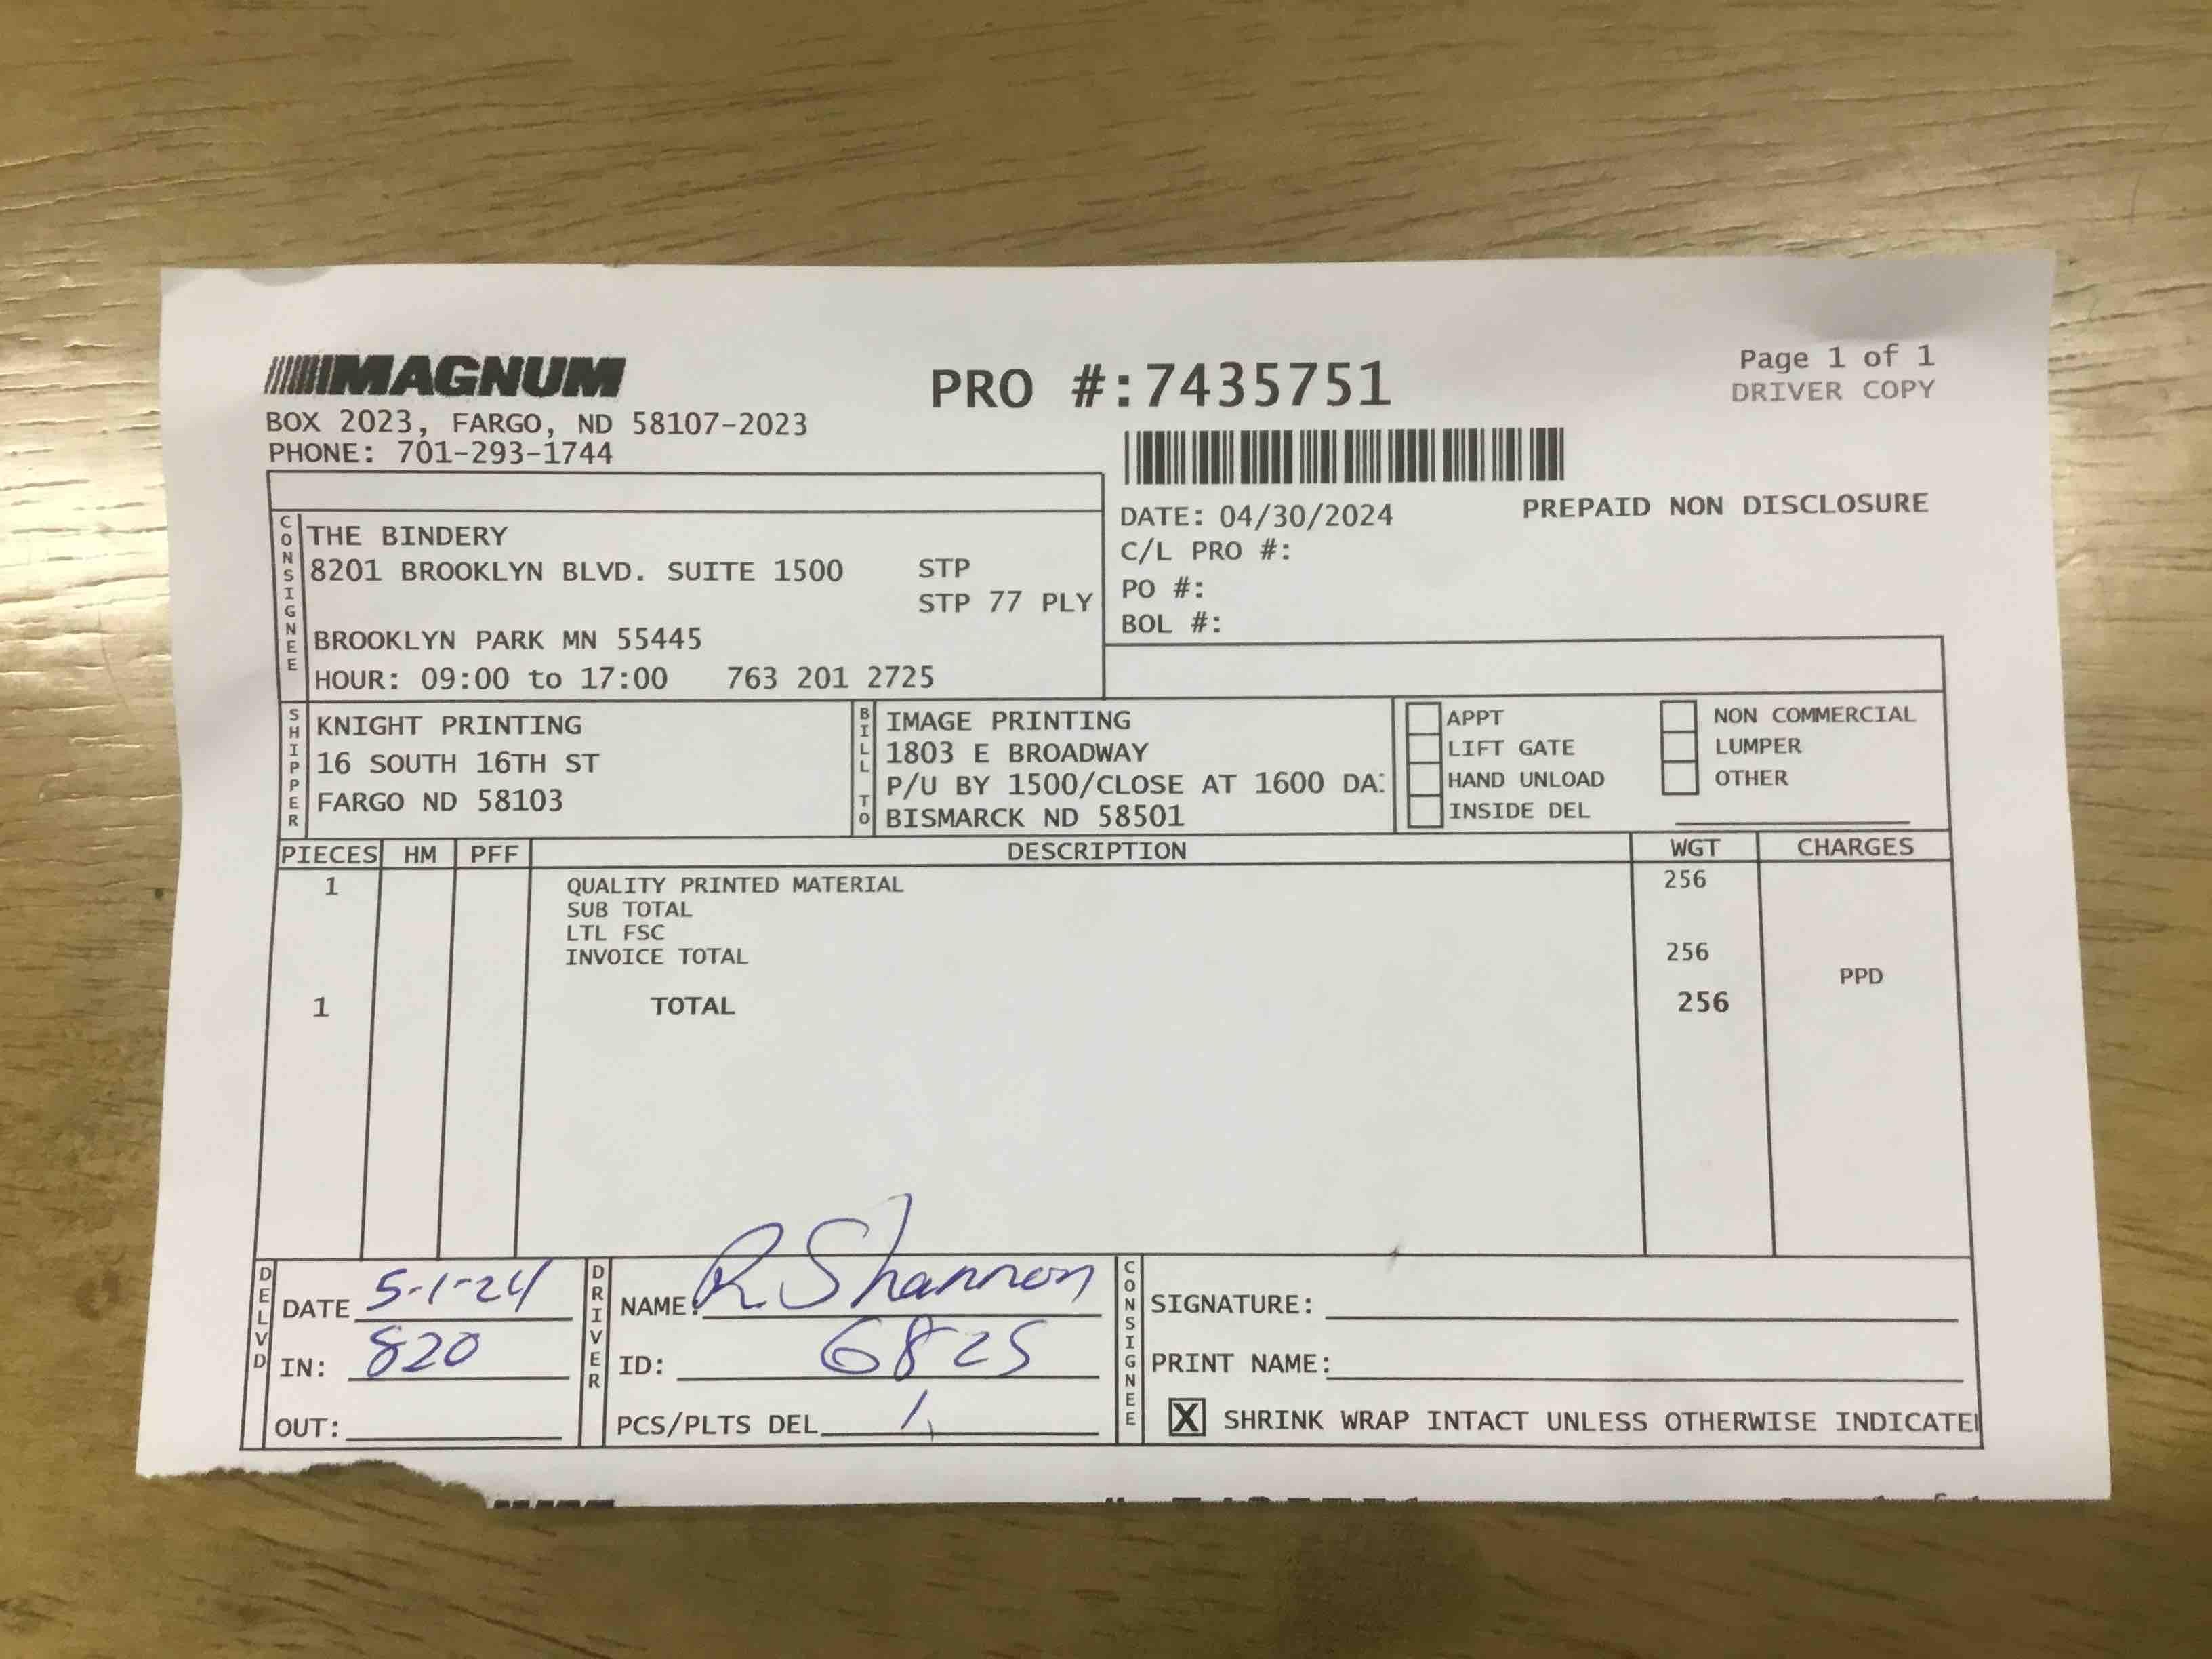 MAGNUM
BOX 2023, FARGO, ND 58107-2023
PHONE: 701-293-1744
PRO #:7435751
Page 1 of 1
DRIVER COPY
DATE: 04/30/2024 PREPAID NON DISCLOSURE
C/L PRO #:
PO #:
BOL #:
CONSIGNEE
THE BINDERY
8201 BROOKLYN BLVD. SUITE 1500 STP
STP 77 PLY
BROOKLYN PARK MN 55445
HOUR: 09:00 to 17:00 763 201 2725
SHIPPER
KNIGHT PRINTING
16 SOUTH 16TH ST
FARGO ND 58103
BILL TO
IMAGE PRINTING
1803 E BROADWAY
P/U BY 1500/CLOSE AT 1600 DA
BISMARCK ND 58501
APPT
LIFT GATE
HAND UNLOAD
INSIDE DEL
NON COMMERCIAL
LUMPER
OTHER
PIECES HM PFF DESCRIPTION WGT CHARGES
1 QUALITY PRINTED MATERIAL 256
SUB TOTAL
LTL FSC
INVOICE TOTAL 256
PPD
1 TOTAL 256
DELVD
DATE 5-1-24
IN: 820
OUT:
DRIVER
NAME: R Shannon
ID: 6825
PCS/PLTS DEL 1
CONSIGNEE
SIGNATURE:
PRINT NAME:
X SHRINK WRAP INTACT UNLESS OTHERWISE INDICATE